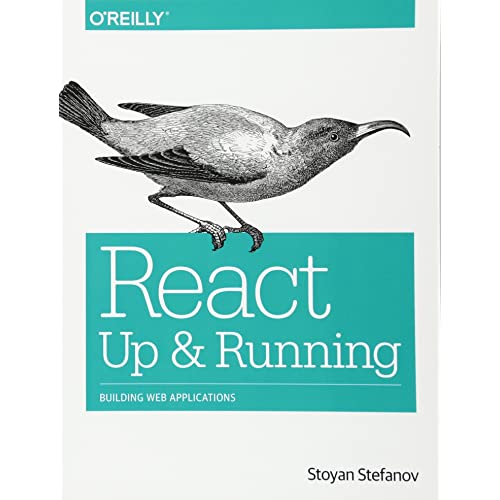 O'REILLY®
React
Up & Running
BUILDING WEB APPLICATIONS
Stoyan Stefanov